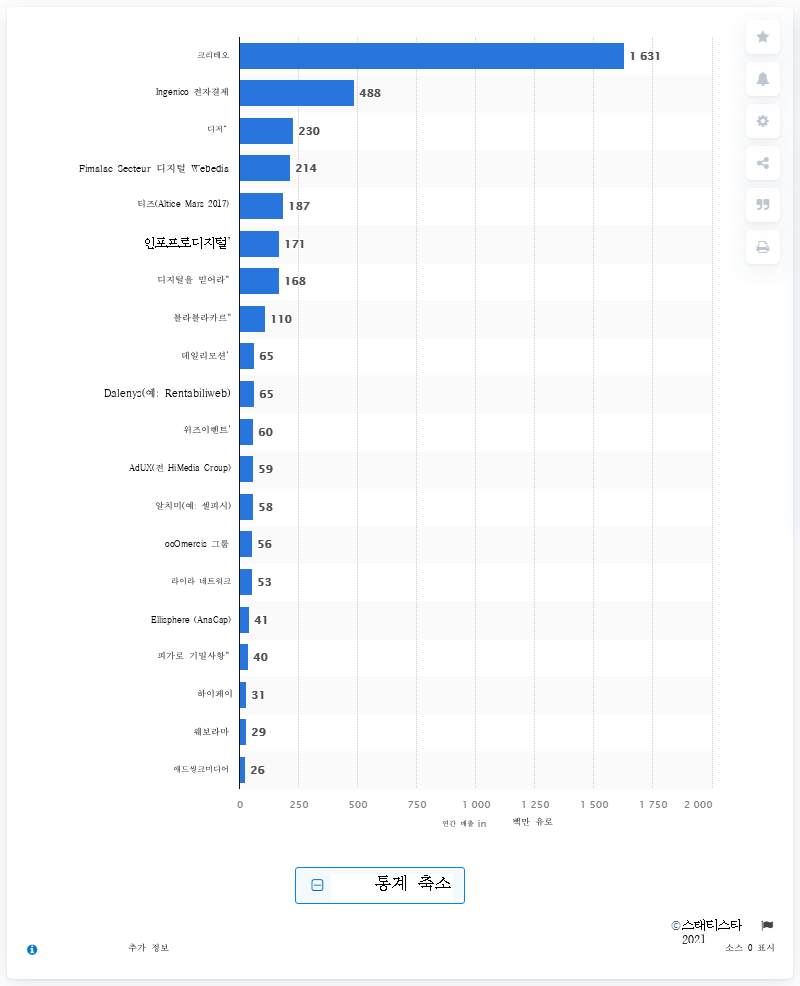 크리테오 1 631
Ingenico 전자결제 488
디저* 230
Fimalac Secteur 디지털 Webedia 214
티즈(Altice Mars 2017) 187
인포프로디지털* 171
디지털을 믿어라* 168
블라블라카르* 110
데일리모션* 65
Dalenys(예: Rentabiliweb) 65
위즈이벤트* 60
AdUX(전 HiMedia Group) 59
알치미(예: 셀피시) 58
ooOmercis 그룹 56
라이라 네트워크 53
Ellisphere (AnaCap) 41
피가로 기밀사항* 40
하이페이 31
웨보라마 29
애드씽크미디어 26
0 250 500 750 1 000 1 250 1 500 1 750 2 000
연간 매출 in 백만 유로
통계 축소
©스태티스타
2021
추가 정보 소스 0 표시